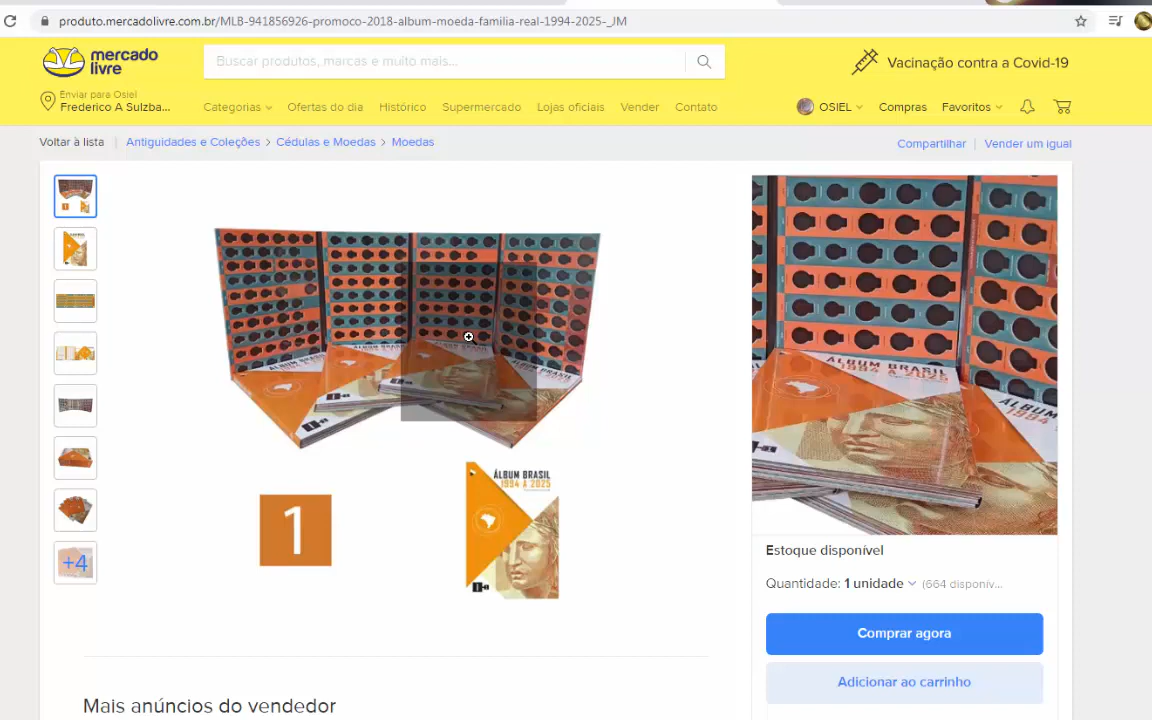 produto.mercadolivre.com.br/MLB-941856926-promoco-2018-album-moeda-familia-real-1994-2025-_JM
mercado
livre
Buscar produtos, marcas e muito mais...
Vacinação contra a Covid-19
Enviar para Osiel
Frederico A Sulzba...
Categorias
Ofertas do dia
Histórico
Supermercado
Lojas oficiais
Vender
Contato
OSIEL
Compras
Favoritos
Voltar à lista
Antiguidades e Coleções > Cédulas e Moedas > Moedas
Compartilhar
Vender um igual
+4
1
ÁLBUM BRASIL
1994 A 2025
ÁLBUM BRASIL
1994 A 2025
ÁLBUM
1994
Estoque disponível
Quantidade: 1 unidade (664 disponiv...
Comprar agora
Adicionar ao carrinho
Mais anúncios do vendedor